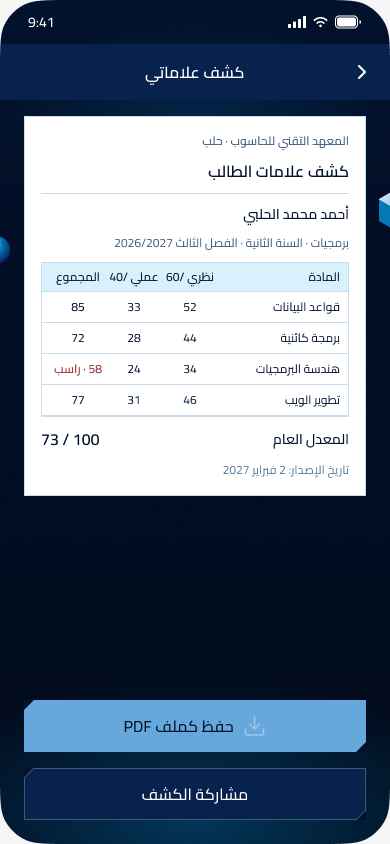 9:41
كشف علاماتي
المعهد التقني للحاسوب · حلب
كشف علامات الطالب
أحمد محمد الحلبي
برمجيات · السنة الثانية · الفصل الثالث 2026/2027
المادة نظري /60 عملي /40 المجموع
قواعد البيانات 52 33 85
برمجة كائنية 44 28 72
هندسة البرمجيات 34 24 58 · راسب
تطوير الويب 46 31 77
المعدل العام 73 / 100
تاريخ الإصدار: 2 فبراير 2027
حفظ كملف PDF
مشاركة الكشف